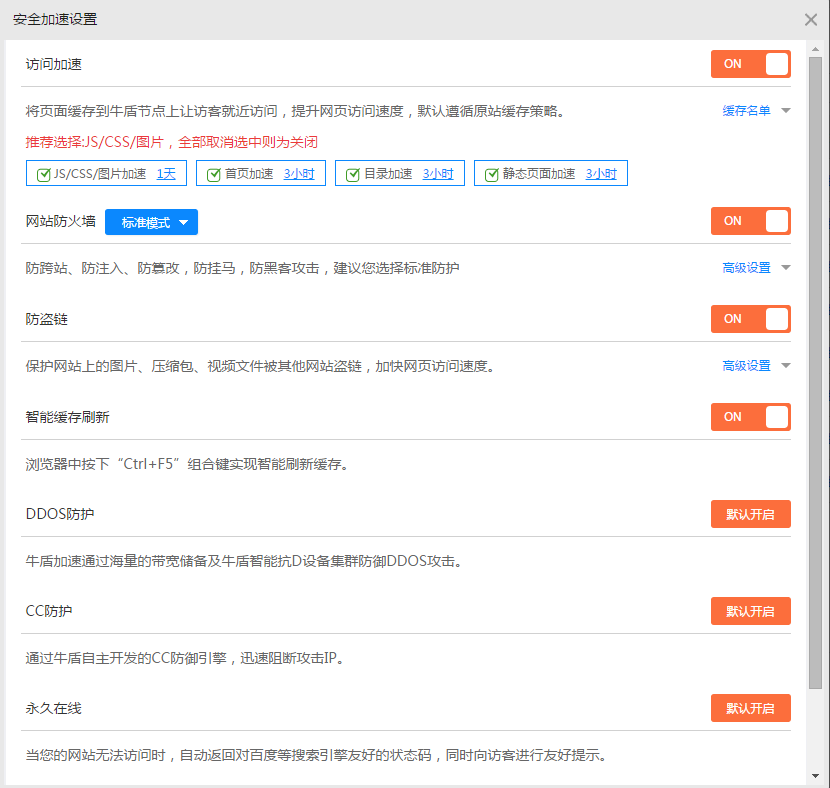 安全加速设置
访问加速 ON
将页面缓存到牛盾节点上让访客就近访问，提升网页访问速度，默认遵循原站缓存策略。 缓存名单
推荐选择:JS/CSS/图片，全部取消选中则为关闭
JS/CSS/图片加速 1天 首页加速 3小时 目录加速 3小时 静态页面加速 3小时
网站防火墙 标准模式 ON
防跨站、防注入、防篡改，防挂马，防黑客攻击，建议您选择标准防护 高级设置
防盗链 ON
保护网站上的图片、压缩包、视频文件被其他网站盗链，加快网页访问速度。 高级设置
智能缓存刷新 ON
浏览器中按下“Ctrl+F5”组合键实现智能刷新缓存。
DDOS防护 默认开启
牛盾加速通过海量的带宽储备及牛盾智能抗D设备集群防御DDOS攻击。
CC防护 默认开启
通过牛盾自主开发的CC防御引擎，迅速阻断攻击IP。
永久在线 默认开启
当您的网站无法访问时，自动返回对百度等搜索引擎友好的状态码，同时向访客进行友好提示。